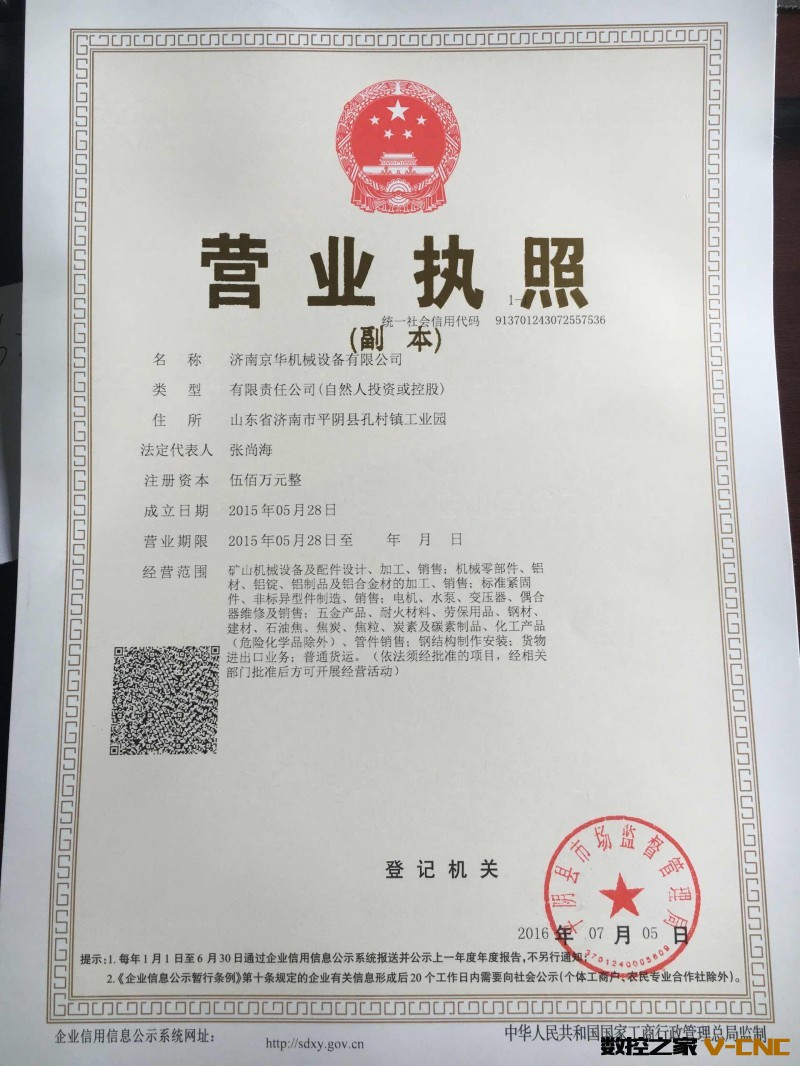 营业执照
1-
(副 本)
统一社会信用代码 913701243072557536
名称 济南京华机械设备有限公司
类型 有限责任公司(自然人投资或控股)
住所 山东省济南市平阴县孔村镇工业园
法定代表人 张尚海
注册资本 伍佰万元整
成立日期 2015年05月28日
营业期限 2015年05月28日至 年 月 日
经营范围 矿山机械设备及配件设计、加工、销售；机械零部件、铝
材、铝锭、铝制品及铝合金材的加工、销售；标准紧固
件、非标异型件制造、销售；电机、水泵、变压器、偶合
器维修及销售；五金产品、耐火材料、劳保用品、钢材、
建材、石油焦、焦炭、焦粒、炭素及碳素制品、化工产品
（危险化学品除外）、管件销售；钢结构制作安装；货物
进出口业务；普通货运。（依法须经批准的项目，经相关
部门批准后方可开展经营活动）
登记机关
平阴县市场监督管理局
3701240005609
2016年07月05日
提示:1.每年1月1日至6月30日通过企业信用信息公示系统报送并公示上一年度年度报告,不另行通知;
2.《企业信息公示暂行条例》第十条规定的企业有关信息形成后20个工作日内需要向社会公示(个体工商户、农民专业合作社除外)。
企业信用信息公示系统网址: http://sdxy.gov.cn 中华人民共和国国家工商行政管理总局监制
数控之家 V-CNC